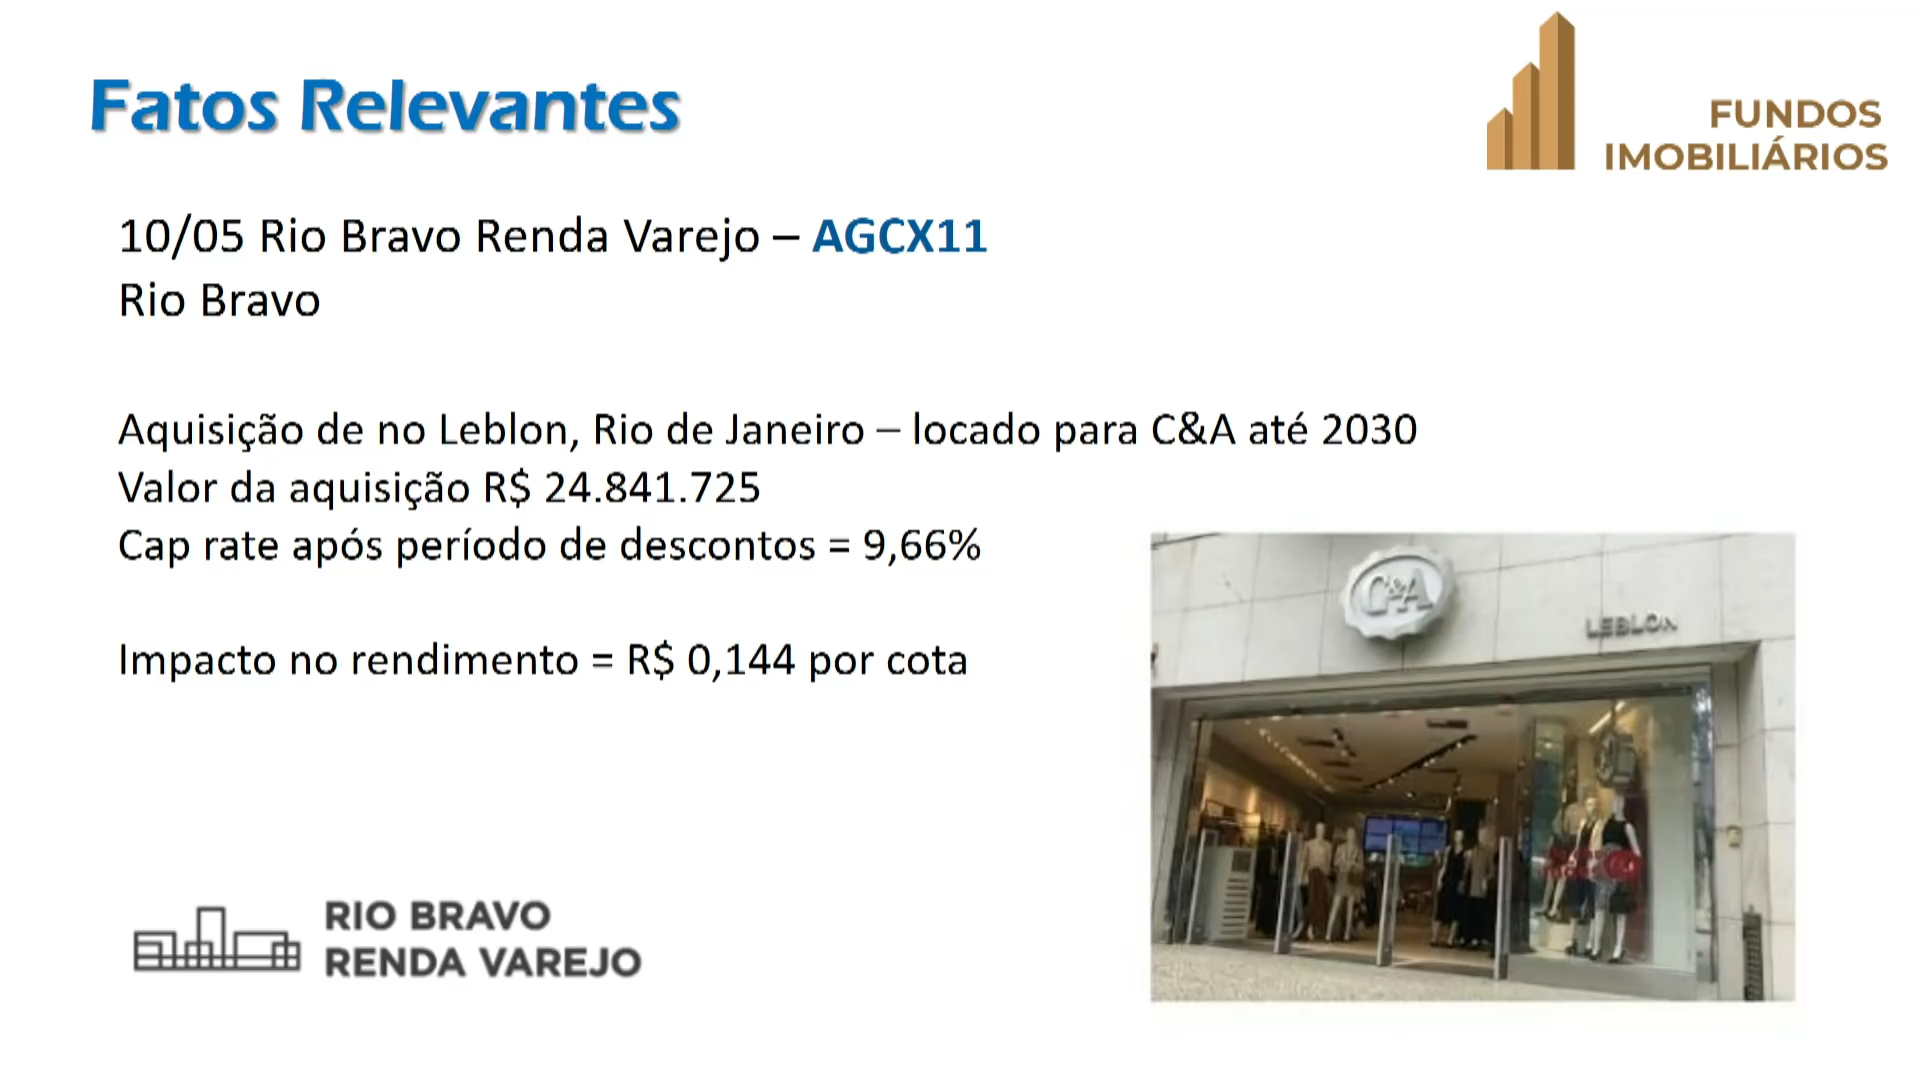 Fatos Relevantes
FUNDOS
IMOBILIÁRIOS
10/05 Rio Bravo Renda Varejo – AGCX11
Rio Bravo
Aquisição de no Leblon, Rio de Janeiro – locado para C&A até 2030
Valor da aquisição R$ 24.841.725
Cap rate após período de descontos = 9,66%
Impacto no rendimento = R$ 0,144 por cota
C&A
LEBLON
RIO BRAVO
RENDA VAREJO